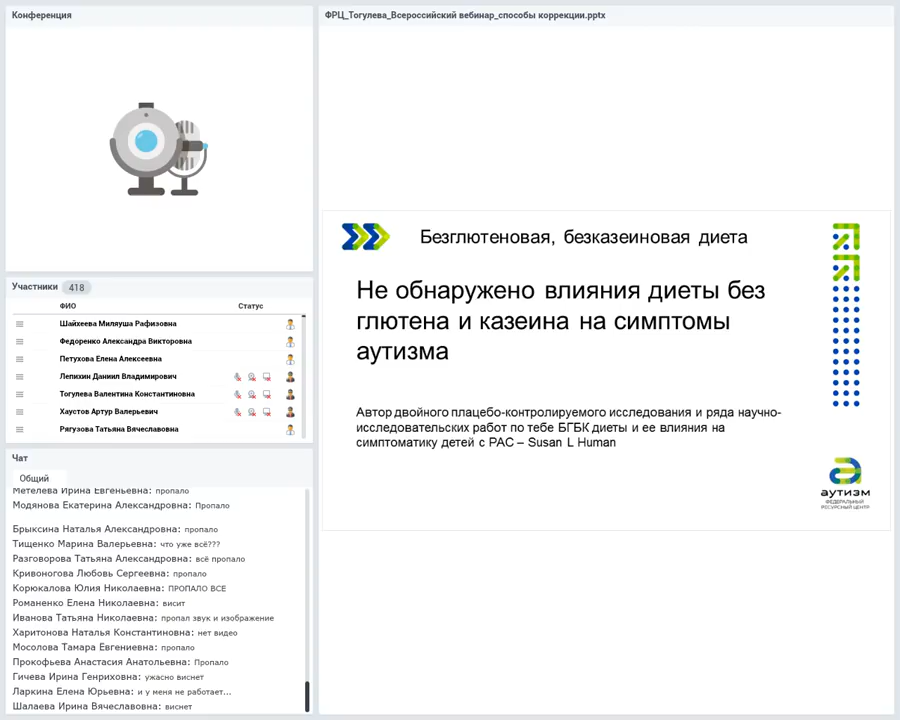 Конференция
ФРЦ_Тогулева_Всероссийский вебинар_способы коррекции.pptx
Участники 418
ФИО Статус
Шайхеева Миляуша Рафизовна
Федоренко Александра Викторовна
Петухова Елена Алексеевна
Лепихин Даниил Владимирович
Тогулева Валентина Константиновна
Хаустов Артур Валерьевич
Рягузова Татьяна Вячеславовна
Чат
Общий
Метелева Ирина Евгеньевна: пропало
Модянова Екатерина Александровна: Пропало
Брыксина Наталья Александровна: пропало
Тищенко Марина Валерьевна: что уже всё???
Разговорова Татьяна Александровна: всё пропало
Кривоногова Любовь Сергеевна: пропало
Корюкалова Юлия Николаевна: ПРОПАЛО ВСЕ
Романенко Елена Николаевна: висит
Иванова Татьяна Николаевна: пропал звук и изображение
Харитонова Наталья Константиновна: нет видео
Мосолова Тамара Евгениевна: пропало
Прокофьева Анастасия Анатольевна: Пропало
Гичева Ирина Генриховна: ужасно виснет
Ларкина Елена Юрьевна: и у меня не работает...
Шалаева Ирина Вячеславовна: виснет
Безглютеновая, безказеиновая диета
Не обнаружено влияния диеты без
глютена и казеина на симптомы
аутизма
Автор двойного плацебо-контролируемого исследования и ряда научно-
исследовательских работ по тебе БГБК диеты и ее влияния на
симптоматику детей с РАС – Susan L Human
аутизм
ФЕДЕРАЛЬНЫЙ
РЕСУРСНЫЙ ЦЕНТР